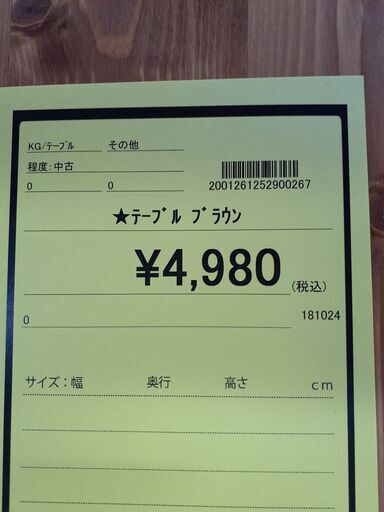 KG/ﾃｰﾌﾞﾙ その他
程度:中古
0 0
2001261252900267
★ﾃｰﾌﾞﾙ ﾌﾞﾗｳﾝ
¥4,980 (税込)
0 181024
サイズ:幅 奥行 高さ cm